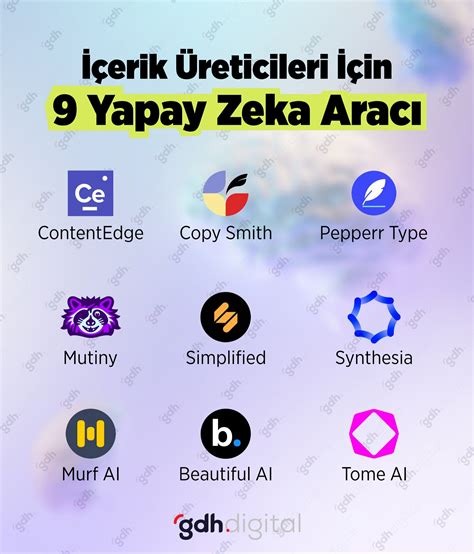 İçerik Üreticileri İçin
9 Yapay Zeka Aracı
Ce
ContentEdge
Copy Smith
Pepperr Type
Mutiny
Simplified
Synthesia
b.
Murf AI
Beautiful AI
Tome AI
gdh.digital